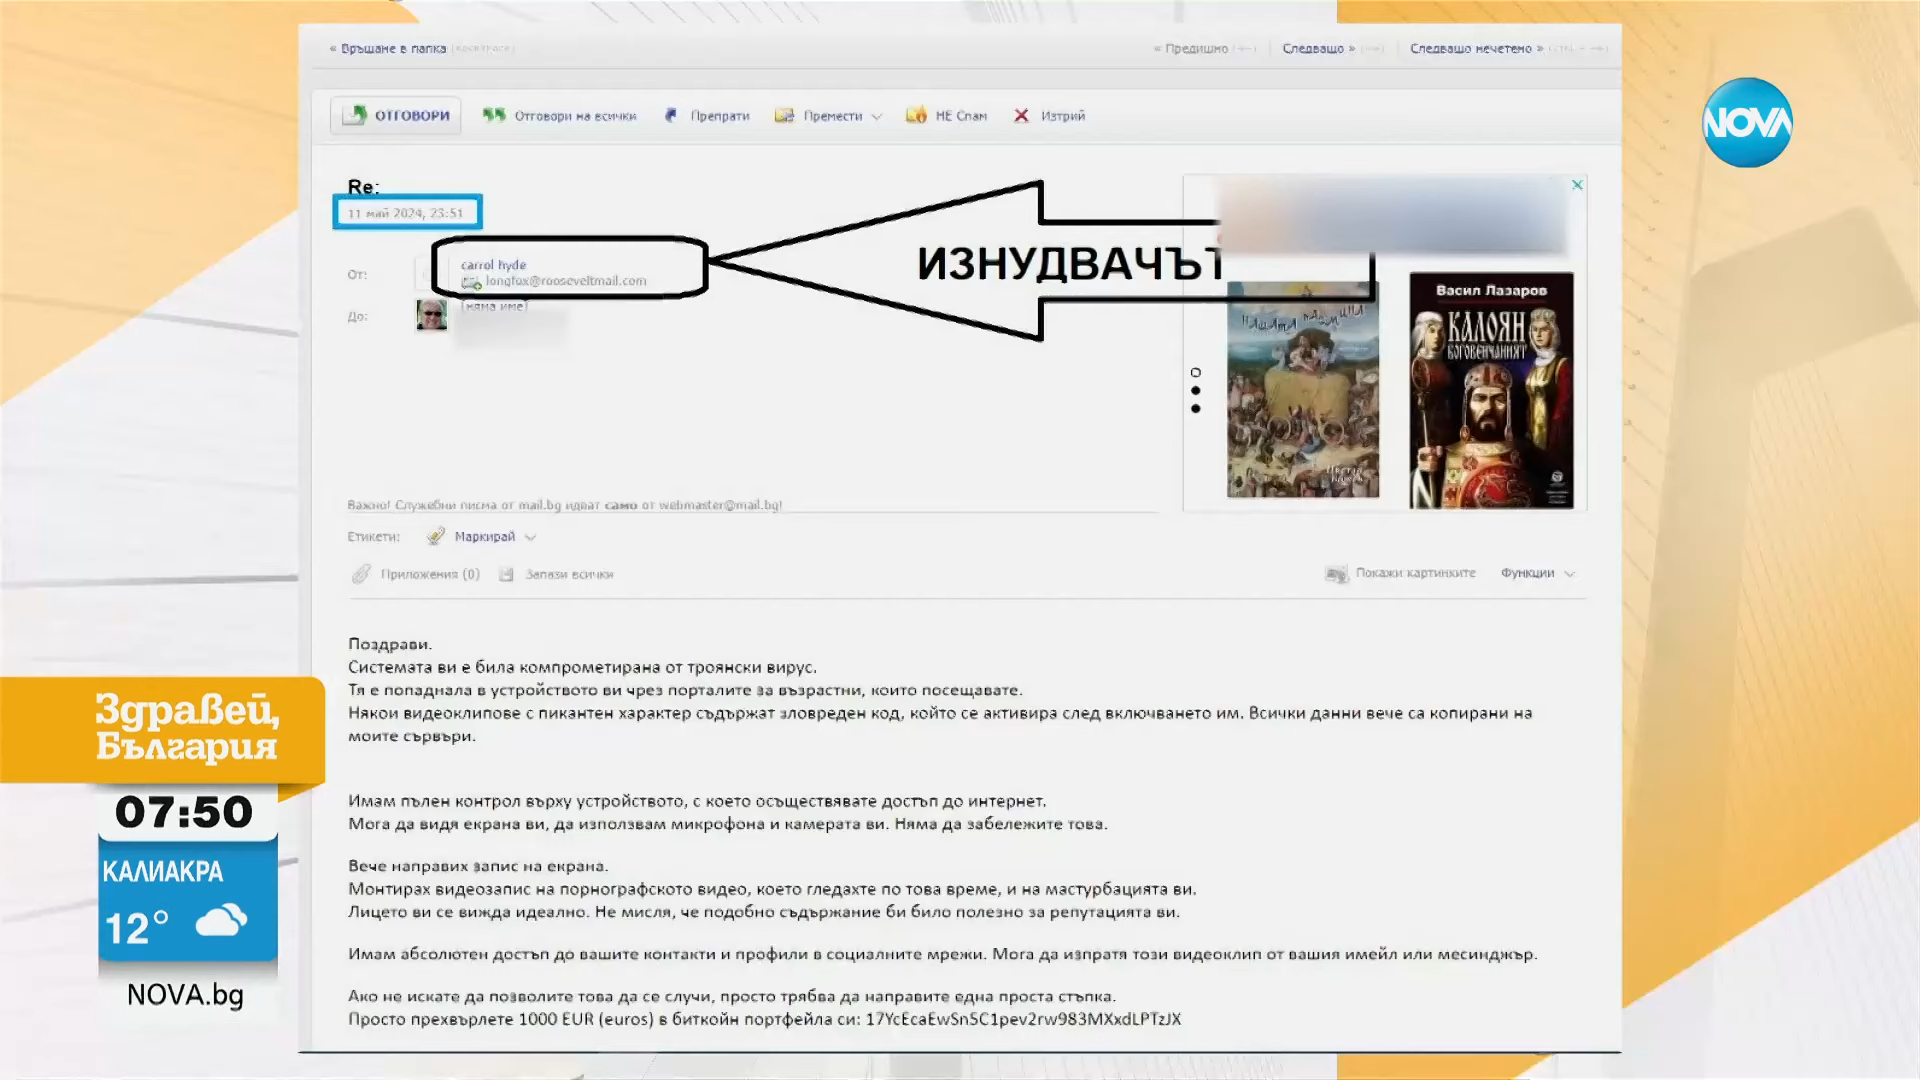 « Връщане в папка
« Предишно
Следващо »
Следващо нечетено »
ОТГОВОРИ
Отговори на всички
Препрати
Премести
НЕ Спам
Изтрий
Re:
11 май 2024, 23:51
От:
carrol hyde
longfox@rooseveltmail.com
До:
[няма име]
ИЗНУДВАЧЪТ
NOVA
Васил Лазаров
КАЛОЯН
БОГОВЕНЧАНИЯТ
Важно! Служебни писма от mail.bg идват само от webmaster@mail.bg!
Етикети:
Маркирай
Приложения (0)
Запази всички
Покажи картинките
Функции
Поздрави.
Системата ви е била компрометирана от троянски вирус.
Тя е попаднала в устройството ви чрез порталите за възрастни, които посещавате.
Някои видеоклипове с пикантен характер съдържат зловреден код, който се активира след включването им. Всички данни вече са копирани на
моите сървъри.
Имам пълен контрол върху устройството, с което осъществявате достъп до интернет.
Мога да видя екрана ви, да използвам микрофона и камерата ви. Няма да забележите това.
Вече направих запис на екрана.
Монтирах видеозапис на порнографското видео, което гледахте по това време, и на мастурбацията ви.
Лицето ви се вижда идеално. Не мисля, че подобно съдържание би било полезно за репутацията ви.
Имам абсолютен достъп до вашите контакти и профили в социалните мрежи. Мога да изпратя този видеоклип от вашия имейл или месинджър.
Ако не искате да позволите това да се случи, просто трябва да направите една проста стъпка.
Просто прехвърлете 1000 EUR (euros) в биткойн портфейла си: 17YcEcaEwSn5C1pev2rw983MXxdLPTzJX
Здравей,
България
07:50
КАЛИАКРА
12°
NOVA.bg